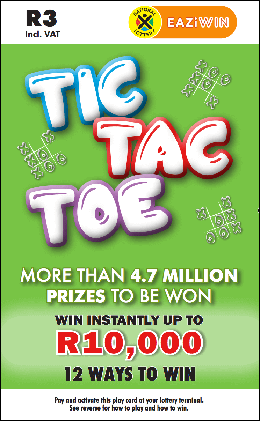 R3
Incl. VAT
EAZiWIN
TIC
TAC
TOE
MORE THAN 4.7 MILLION
PRIZES TO BE WON
WIN INSTANTLY UP TO
R10,000
12 WAYS TO WIN
Pay and activate this play card at your lottery terminal.
See reverse for how to play and how to win.